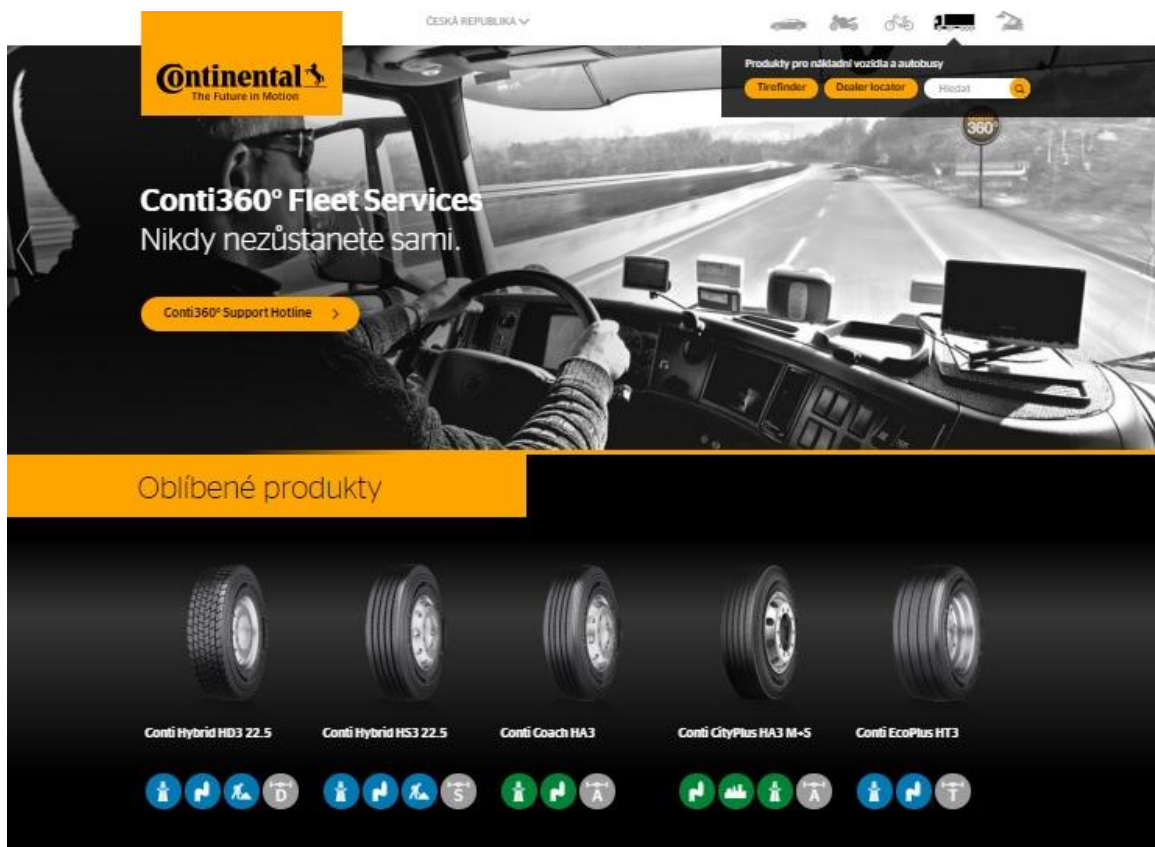 ČESKÁ REPUBLIKA
Continental
The Future in Motion
Produkty pro nákladní vozidla a autobusy
Tirefinder
Dealer locator
Hledat
360°
Conti360° Fleet Services
Nikdy nezůstanete sami.
Conti360° Support Hotline
Oblíbené produkty
Conti Hybrid HD3 22.5
Conti Hybrid HS3 22.5
Conti Coach HA3
Conti CityPlus HA3 M+S
Conti EcoPlus HT3
D
S
A
A
T